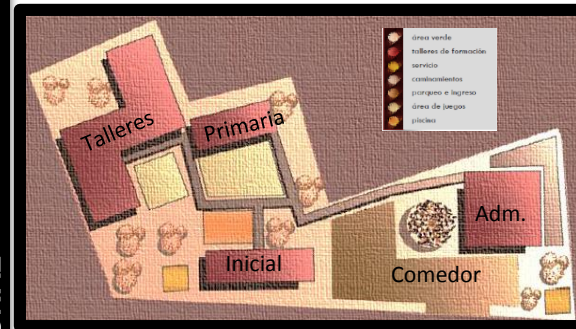 área verde
talleres de formación
servicio
caminamientos
parqueo e ingreso
área de juegos
piscina
Talleres
Primaria
Adm.
Inicial
Comedor